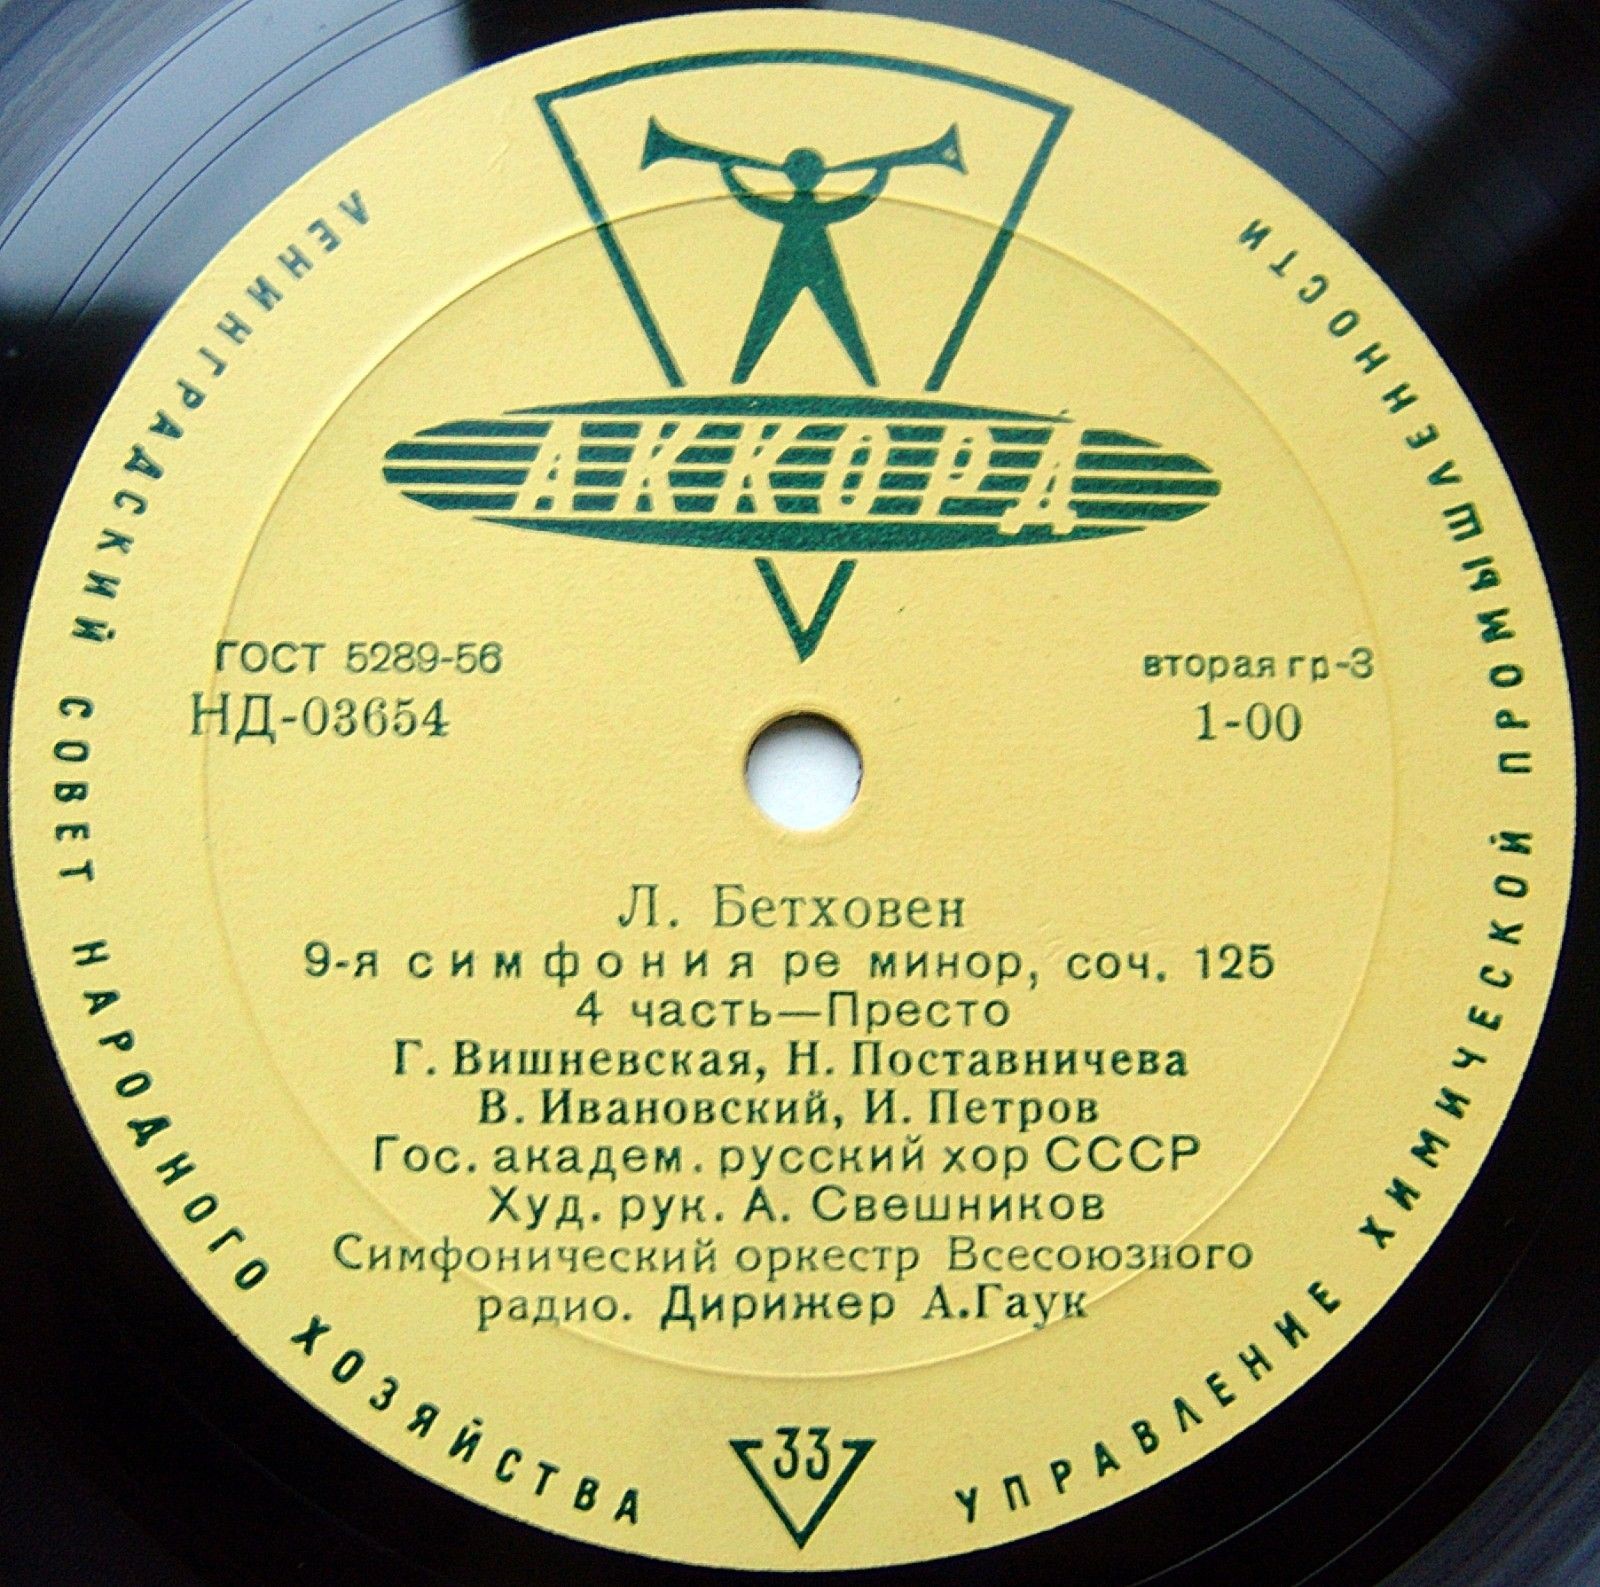 АККОРД
ГОСТ 5289-56
НД-03654
вторая гр-3
1-00
Л. Бетховен
9-я симфония ре минор, соч. 125
4 часть—Престо
Г. Вишневская, Н. Поставничева
В. Ивановский, И. Петров
Гос. академ. русский хор СССР
Худ. рук. А. Свешников
Симфонический оркестр Всесоюзного
радио. Дирижер А.Гаук
33
ЛЕНИНГРАДСКИЙ СОВЕТ НАРОДНОГО ХОЗЯЙСТВА
УПРАВЛЕНИЕ ХИМИЧЕСКОЙ ПРОМЫШЛЕННОСТИ